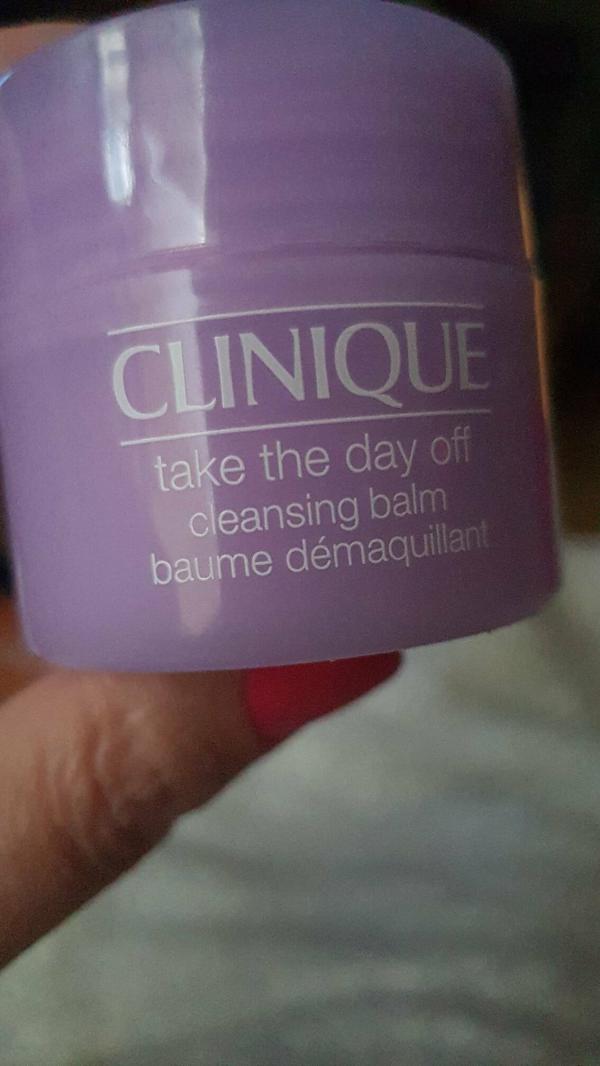 CLINIQUE
take the day off
cleansing balm
baume démaquillant